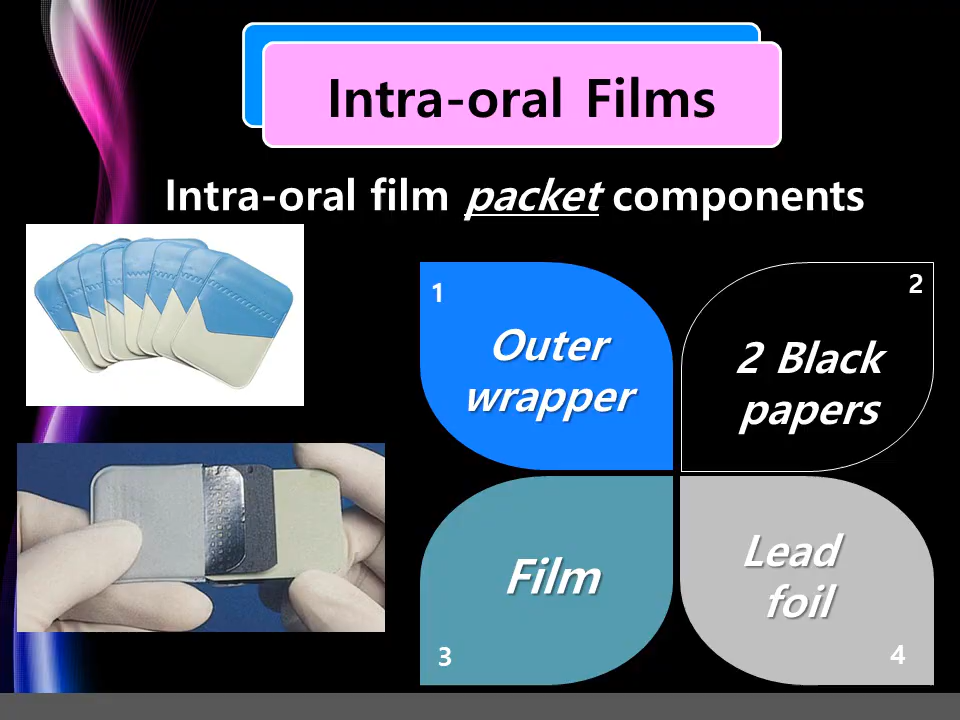 Intra-oral Films
Intra-oral film packet components
1
Outer
wrapper
2
2 Black
papers
Film
3
Lead
foil
4